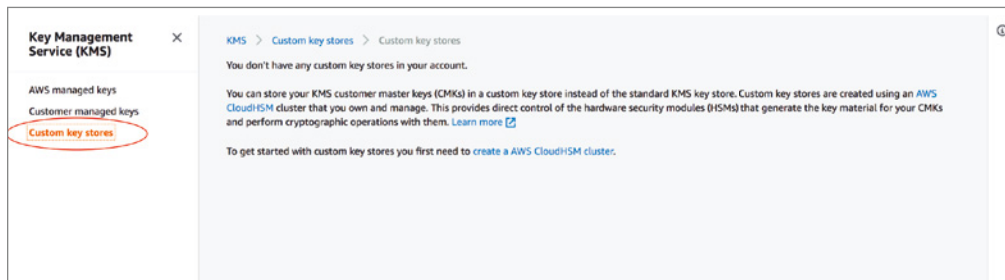 Key Management
Service (KMS)
AWS managed keys
Customer managed keys
Custom key stores
KMS > Custom key stores > Custom key stores
You don't have any custom key stores in your account.
You can store your KMS customer master keys (CMKs) in a custom key store instead of the standard KMS key store. Custom key stores are created using an AWS
CloudHSM cluster that you own and manage. This provides direct control of the hardware security modules (HSMs) that generate the key material for your CMKs
and perform cryptographic operations with them. Learn more
To get started with custom key stores you first need to create a AWS CloudHSM cluster.